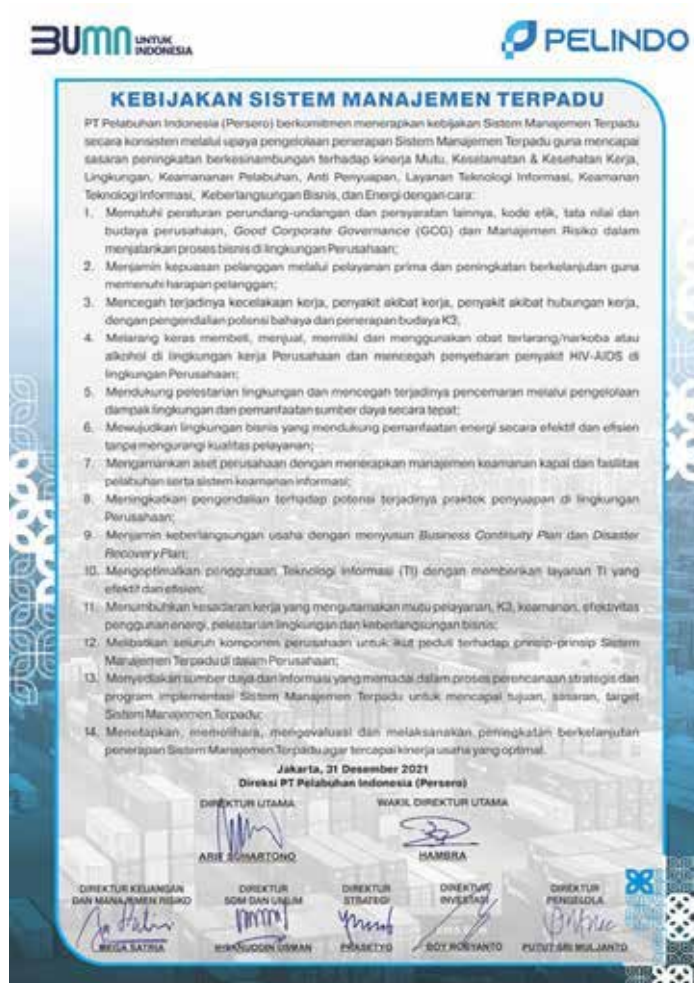 BUMN UNTUK
INDONESIA
PELINDO
KEBIJAKAN SISTEM MANAJEMEN TERPADU
PT Pelabuhan Indonesia (Persero) berkomitmen menerapkan kebijakan Sistem Manajemen Terpadu
secara konsisten melalui upaya pengelolaan penerapan Sistem Manajemen Terpadu guna mencapai
sasaran peningkatan berkesinambungan terhadap kinerja Mutu, Keselamatan & Kesehatan Kerja,
Lingkungan, Keamananan Pelabuhan, Anti Penyuapan, Layanan Teknologi Informasi, Keamanan
Teknologi Informasi, Keberlangsungan Bisnis, dan Energi dengan cara:
1. Mematuhi peraturan perundang-undangan dan persyaratan lainnya, kode etik, tata nilai dan
budaya perusahaan, Good Corporate Governance (GCG) dan Manajemen Risiko dalam
menjalankan proses bisnis di lingkungan Perusahaan;
2. Menjamin kepuasan pelanggan melalui pelayanan prima dan peningkatan berkelanjutan guna
memenuhi harapan pelanggan;
3. Mencegah terjadinya kecelakaan kerja, penyakit akibat kerja, penyakit akibat hubungan kerja,
dengan pengendalian potensi bahaya dan penerapan budaya K3;
4. Melarang keras membeli, menjual, memiliki dan menggunakan obat terlarang/narkoba atau
alkohol di lingkungan kerja Perusahaan dan mencegah penyebaran penyakit HIV-AIDS di
lingkungan Perusahaan;
5. Mendukung pelestarian lingkungan dan mencegah terjadinya pencemaran melalui pengelolaan
dampak lingkungan dan pemanfaatan sumber daya secara tepat;
6. Mewujudkan lingkungan bisnis yang mendukung pemanfaatan energi secara efektif dan efisien
tanpa mengurangi kualitas pelayanan;
7. Mengamankan aset perusahaan dengan menerapkan manajemen keamanan kapal dan fasilitas
pelabuhan serta sistem keamanan informasi;
8. Meningkatkan pengendalian terhadap potensi terjadinya praktek penyuapan di lingkungan
Perusahaan;
9. Menjamin keberlangsungan usaha dengan menyusun Business Continuity Plan dan Disaster
Recovery Plan;
10. Mengoptimalkan penggunaan Teknologi Informasi (TI) dengan memberikan layanan TI yang
efektif dan efisien;
11. Menumbuhkan kesadaran kerja yang mengutamakan mutu pelayanan, K3, keamanan, efektivitas
penggunan energi, pelestarian lingkungan dan keberlangsungan bisnis;
12. Melibatkan seluruh komponen perusahaan untuk ikut peduli terhadap prinsip-prinsip Sistem
Manajemen Terpadu di dalam Perusahaan;
13. Menyediakan sumber daya dan informasi yang memadai dalam proses perencanaan strategis dan
program implementasi Sistem Manajemen Terpadu untuk mencapai tujuan, sasaran, target
Sistem Manajemen Terpadu;
14. Menetapkan, memelihara, mengevaluasi dan melaksanakan peningkatan berkelanjutan
penerapan Sistem Manajemen Terpadu agar tercapai kinerja usaha yang optimal.
Jakarta, 31 Desember 2021
Direksi PT Pelabuhan Indonesia (Persero)
DIREKTUR UTAMA WAKIL DIREKTUR UTAMA
ARIF SUHARTONO HAMBRA
DIREKTUR KEUANGAN DIREKTUR DIREKTUR DIREKTUR DIREKTUR
DAN MANAJEMEN RISIKO SDM DAN UMUM STRATEGI INVESTASI PENGELOLA
MEGA SATRIA IHSANUDDIN USMAN PRASETYO BOY ROBYANTO PUTUT SRI MULJANTO